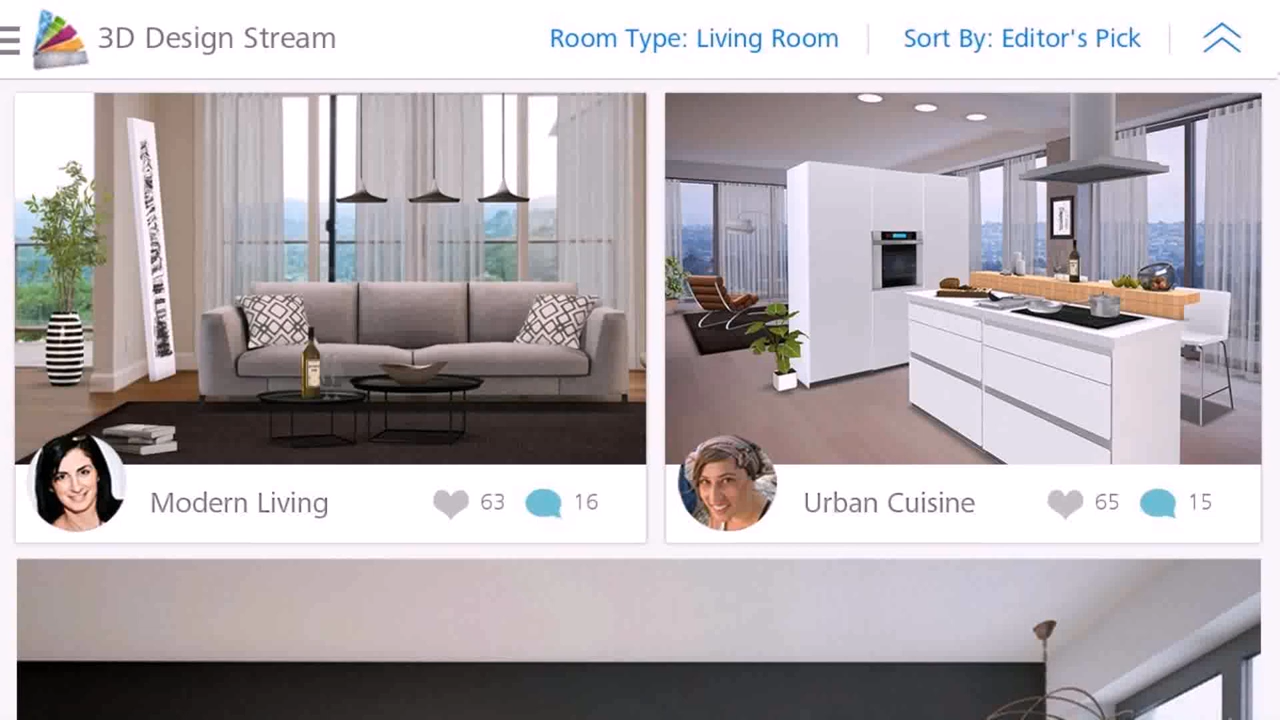 3D Design Stream
Room Type: Living Room
Sort By: Editor's Pick
Modern Living
63
16
Urban Cuisine
65
15